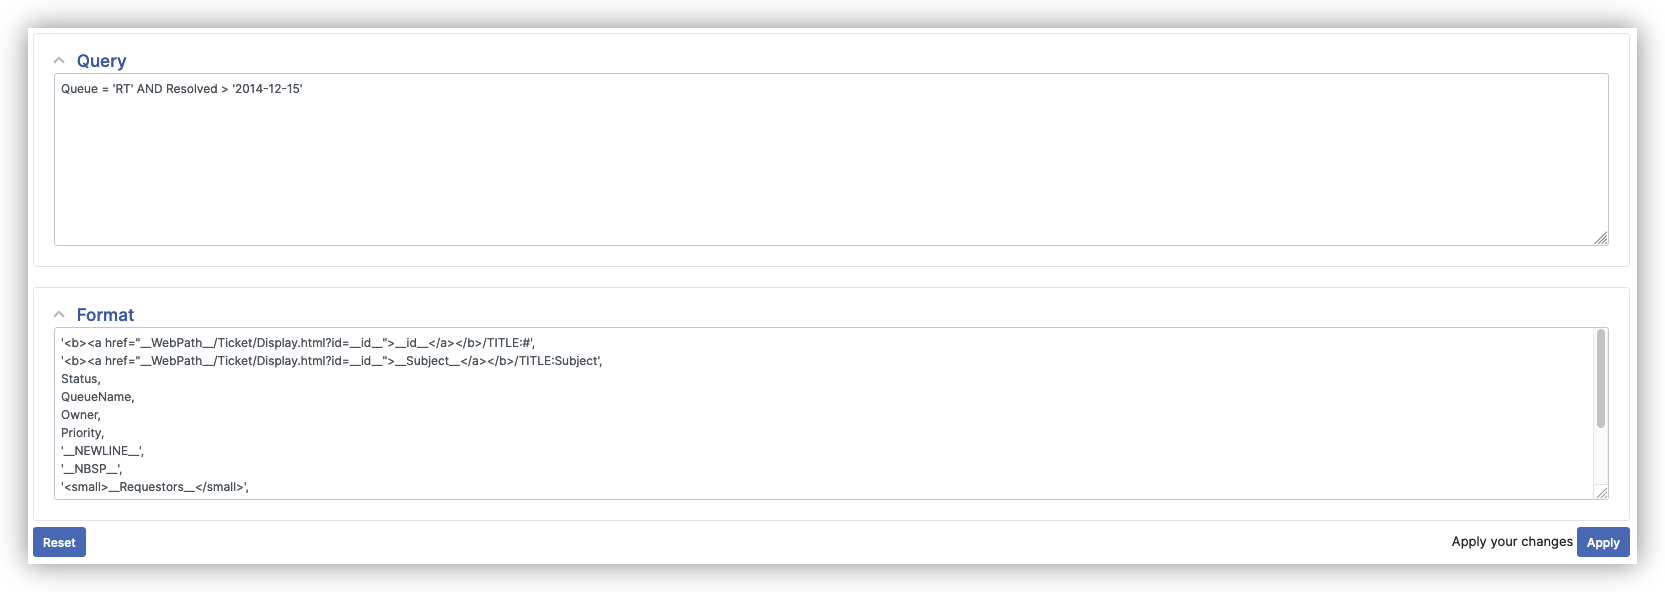 Query
Queue = 'RT' AND Resolved > '2014-12-15'
Format
'<b><a href="__WebPath__/Ticket/Display.html?id=__id__">__id__</a></b>/TITLE:#',
'<b><a href="__WebPath__/Ticket/Display.html?id=__id__">__Subject__</a></b>/TITLE:Subject',
Status,
QueueName,
Owner,
Priority,
'__NEWLINE__',
'__NBSP__',
'<small>__Requestors__</small>',
Reset
Apply your changes Apply